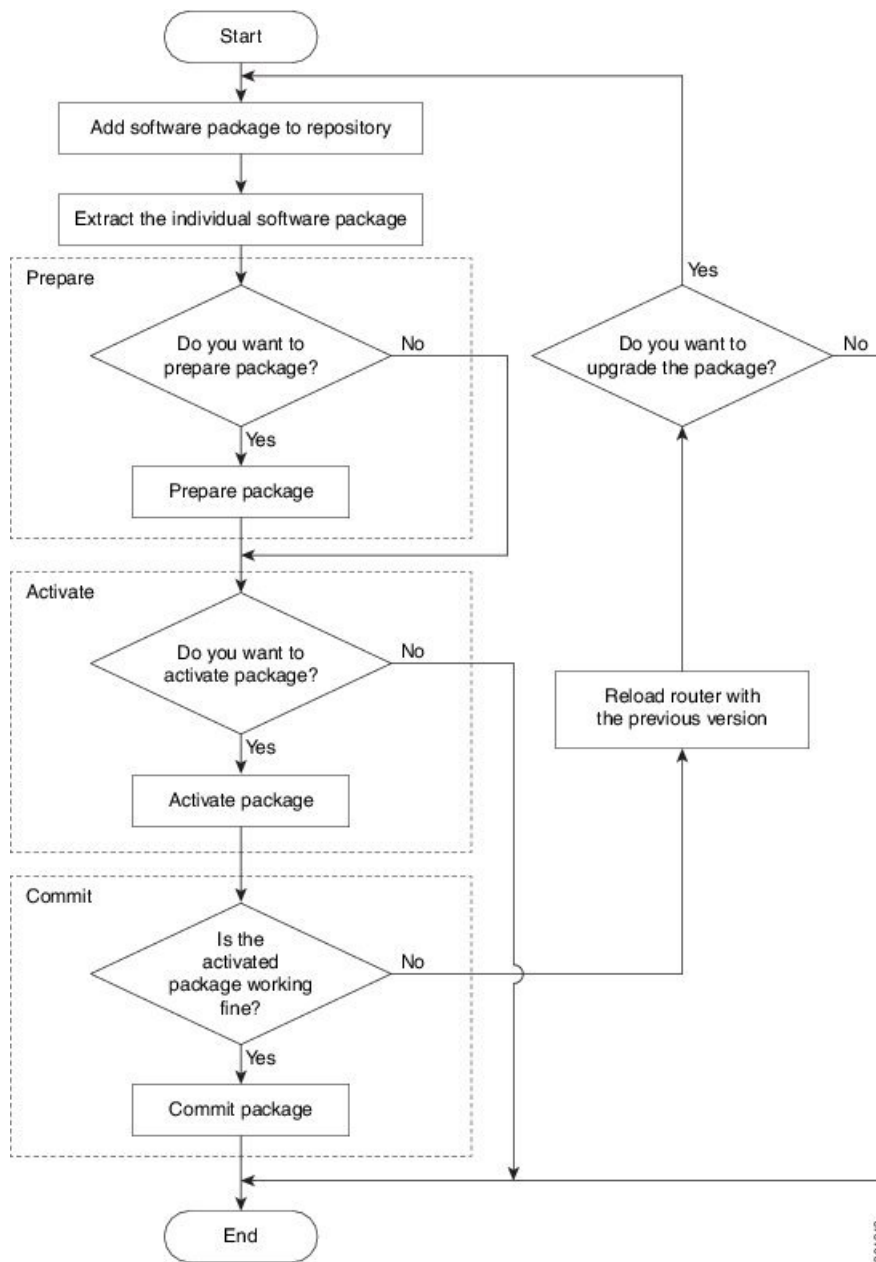 Start
Add software package to repository
Extract the individual software package
Prepare
Do you want to
prepare package?
No
Yes
Prepare package
Activate
Do you want to
activate package?
No
Yes
Activate package
Commit
Is the
activated
package working
fine?
No
Yes
Commit package
End
Reload router with
the previous version
Do you want to
upgrade the package?
Yes
No